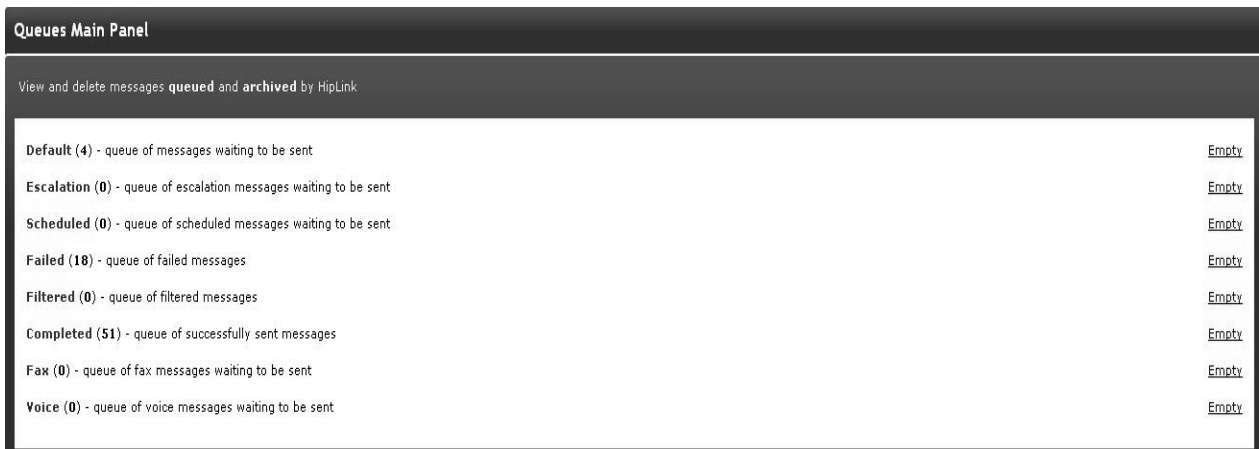 Queues Main Panel
View and delete messages queued and archived by HipLink
Default (4) - queue of messages waiting to be sent Empty
Escalation (0) - queue of escalation messages waiting to be sent Empty
Scheduled (0) - queue of scheduled messages waiting to be sent Empty
Failed (18) - queue of failed messages Empty
Filtered (0) - queue of filtered messages Empty
Completed (51) - queue of successfully sent messages Empty
Fax (0) - queue of fax messages waiting to be sent Empty
Voice (0) - queue of voice messages waiting to be sent Empty